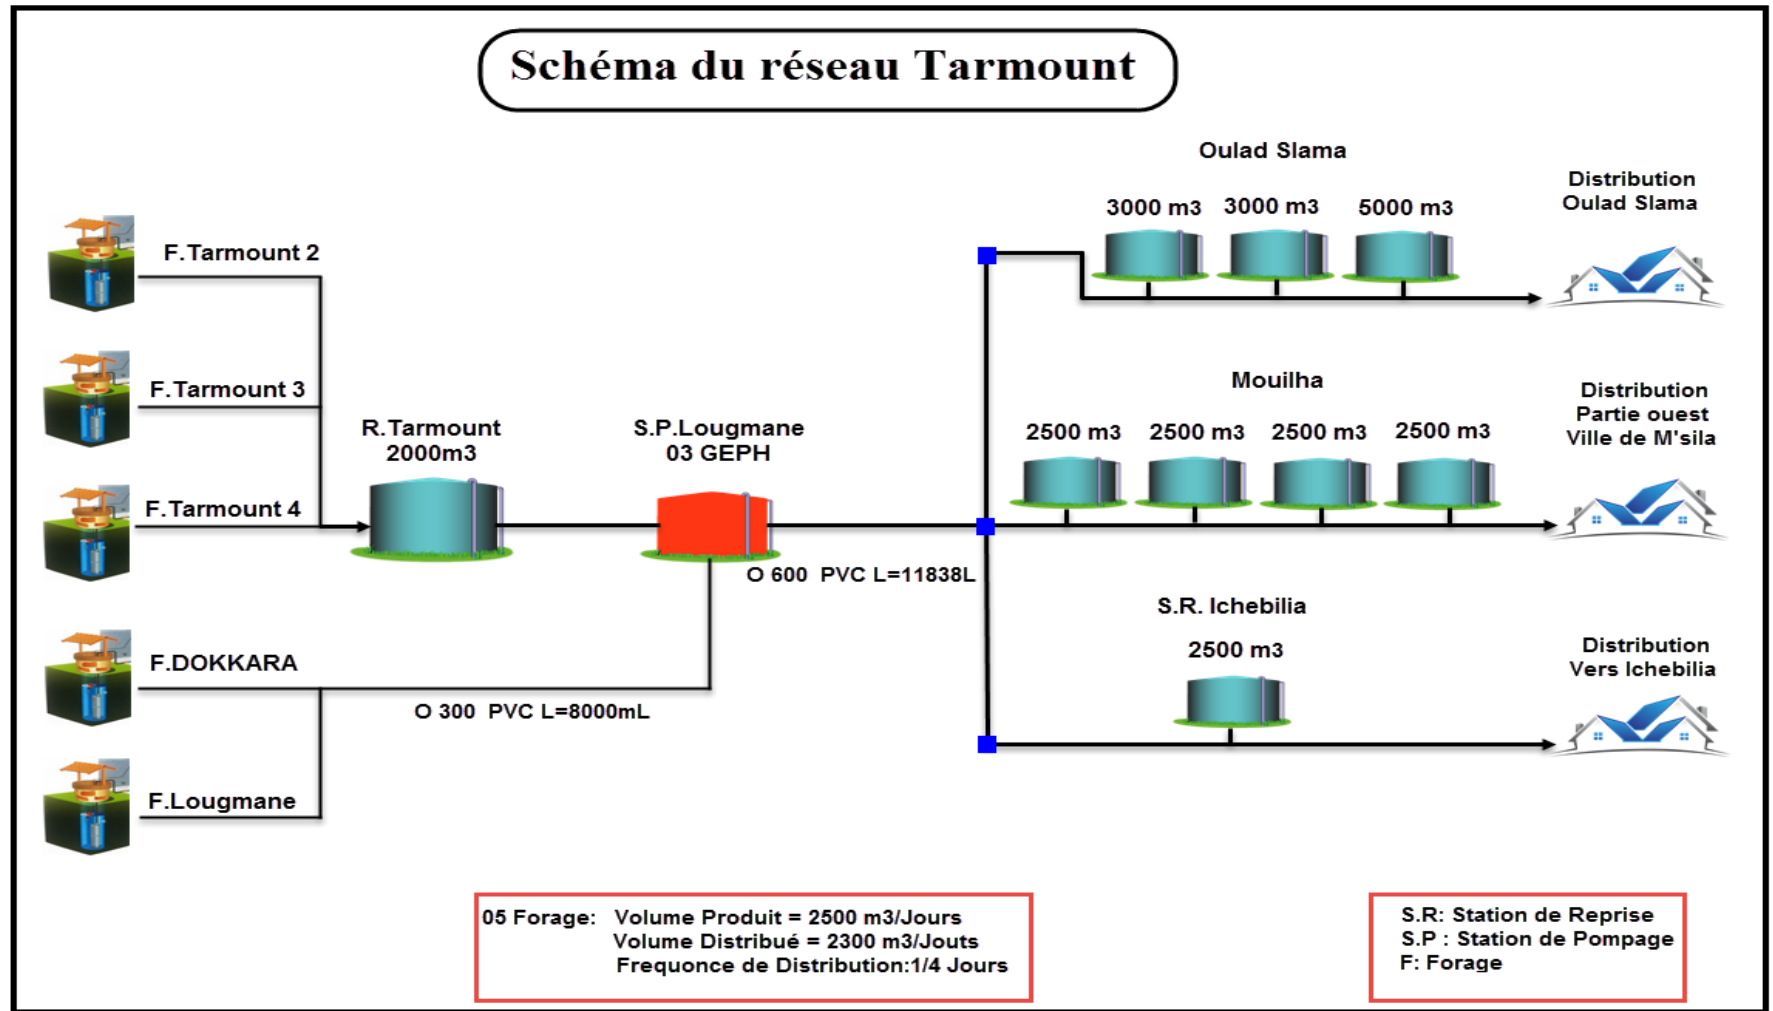 Schéma du réseau Tarmount
Oulad Slama
3000 m3 3000 m3 5000 m3
Distribution
Oulad Slama
F.Tarmount 2
F.Tarmount 3
F.Tarmount 4
R.Tarmount
2000m3
S.P.Lougmane
03 GEPH
O 600 PVC L=11838L
Mouilha
2500 m3 2500 m3 2500 m3 2500 m3
Distribution
Partie ouest
Ville de M'sila
S.R. Ichebilia
2500 m3
Distribution
Vers Ichebilia
F.DOKKARA
O 300 PVC L=8000mL
F.Lougmane
05 Forage: Volume Produit = 2500 m3/Jours
Volume Distribué = 2300 m3/Jouts
Frequonce de Distribution:1/4 Jours
S.R: Station de Reprise
S.P : Station de Pompage
F: Forage